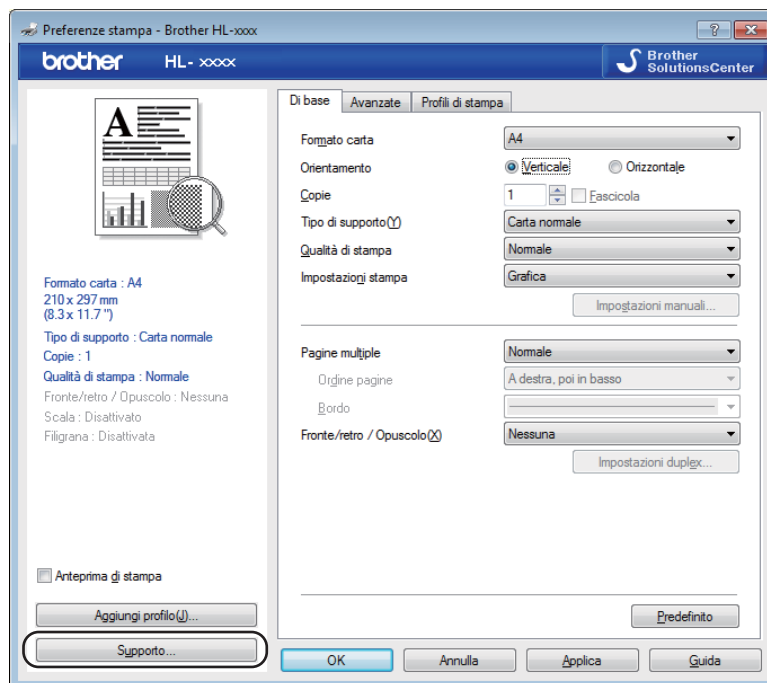 Preferenze stampa - Brother HL-xxxx
brother HL- xxxx
Brother
SolutionsCenter
A
Formato carta : A4
210 x 297 mm
(8.3 x 11.7 ")
Tipo di supporto : Carta normale
Copie : 1
Qualità di stampa : Normale
Fronte/retro / Opuscolo : Nessuna
Scala : Disattivato
Filigrana : Disattivata
Anteprima di stampa
Aggiungi profilo(J)...
Supporto...
Di base Avanzate Profili di stampa
Formato carta A4
Orientamento Verticale Orizzontale
Copie 1 Fascicola
Tipo di supporto(Y) Carta normale
Qualità di stampa Normale
Impostazioni stampa Grafica
Impostazioni manuali...
Pagine multiple Normale
Ordine pagine A destra, poi in basso
Bordo
Fronte/retro / Opuscolo(X) Nessuna
Impostazioni duplex...
Predefinito
OK Annulla Applica Guida